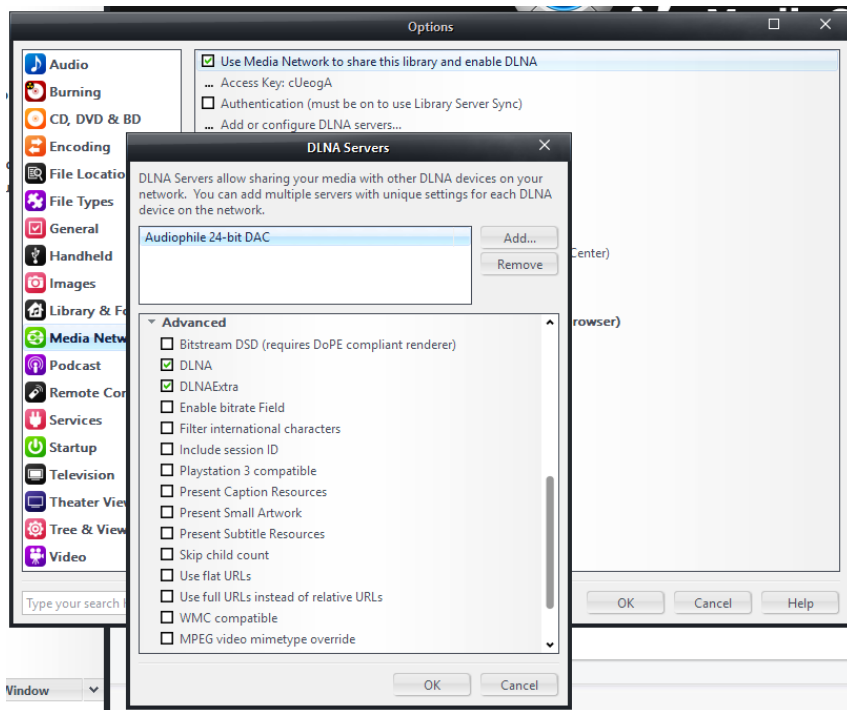 Options
Audio
Burning
CD, DVD & BD
Encoding
File Locatio
File Types
General
Handheld
Images
Library & Fo
Media Netw
Podcast
Remote Con
Services
Startup
Television
Theater View
Tree & View
Video
Type your search h
Use Media Network to share this library and enable DLNA
... Access Key: cUeogA
Authentication (must be on to use Library Server Sync)
... Add or configure DLNA servers...
Center)
rowser)
OK
Cancel
Help
DLNA Servers
DLNA Servers allow sharing your media with other DLNA devices on your
network. You can add multiple servers with unique settings for each DLNA
device on the network.
Audiophile 24-bit DAC
Add...
Remove
Advanced
Bitstream DSD (requires DoPE compliant renderer)
DLNA
DLNAExtra
Enable bitrate Field
Filter international characters
Include session ID
Playstation 3 compatible
Present Caption Resources
Present Small Artwork
Present Subtitle Resources
Skip child count
Use flat URLs
Use full URLs instead of relative URLs
WMC compatible
MPEG video mimetype override
OK
Cancel
Window